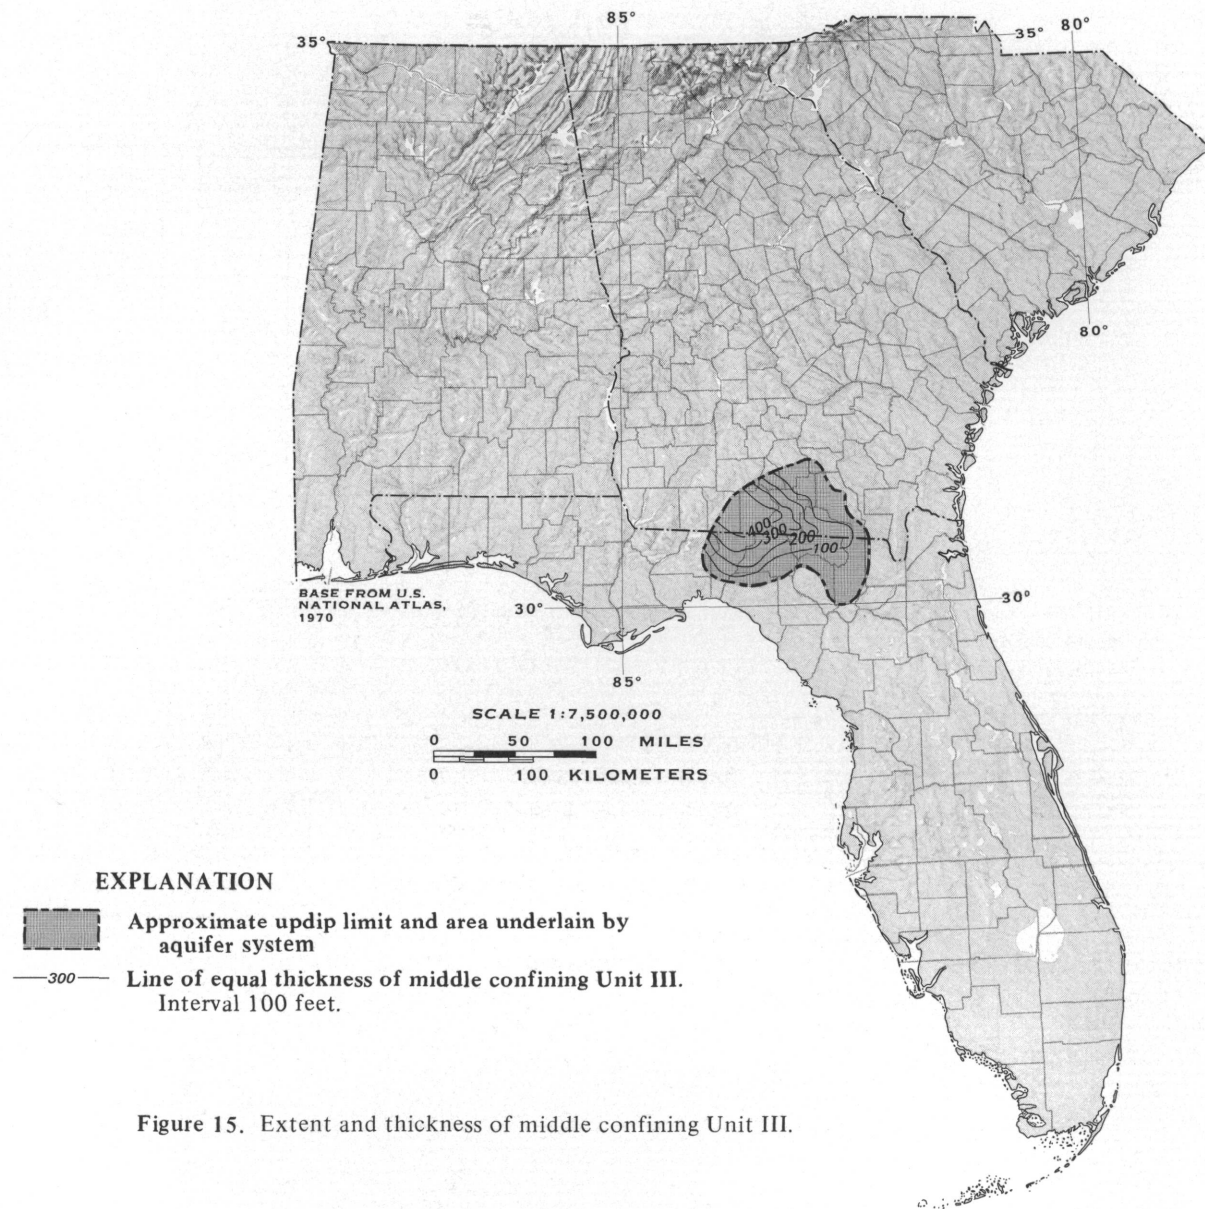 85°
80°
35°
35°
80°
400
300
200
100
BASE FROM U.S.
NATIONAL ATLAS,
1970
30°
30°
85°
SCALE 1:7,500,000
0 50 100 MILES
0 100 KILOMETERS
EXPLANATION
Approximate updip limit and area underlain by
aquifer system
300 Line of equal thickness of middle confining Unit III.
Interval 100 feet.
Figure 15. Extent and thickness of middle confining Unit III.